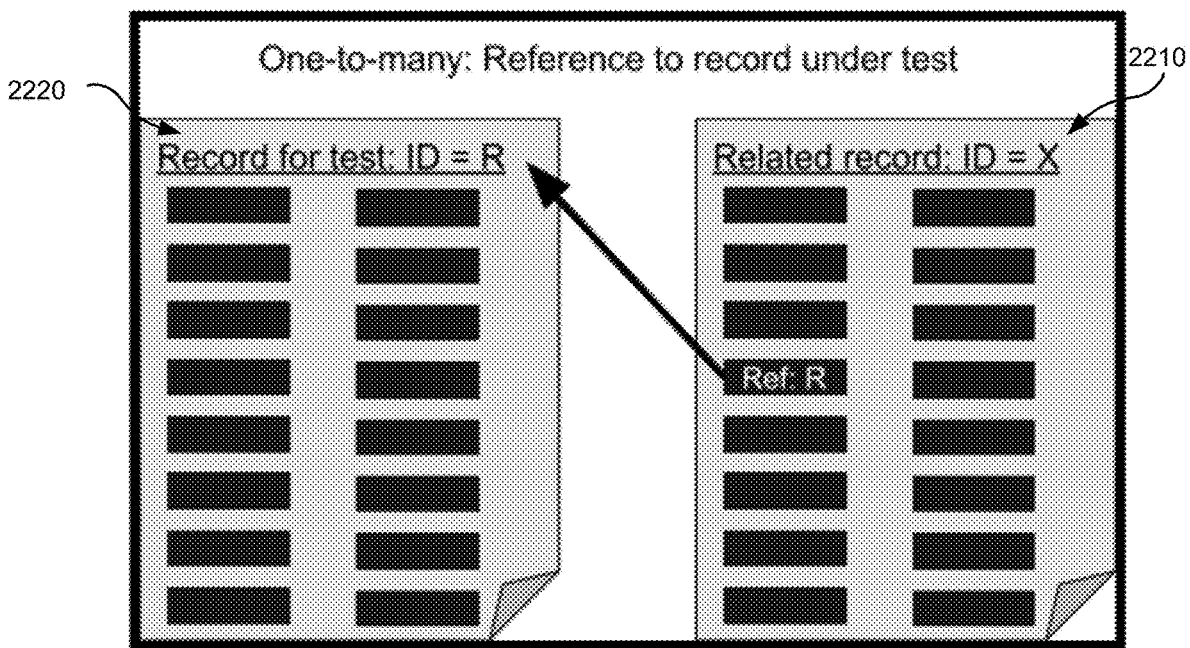 One-to-many: Reference to record under test
2220
2210
Record for test: ID = R
Related record: ID = X
Ref: R